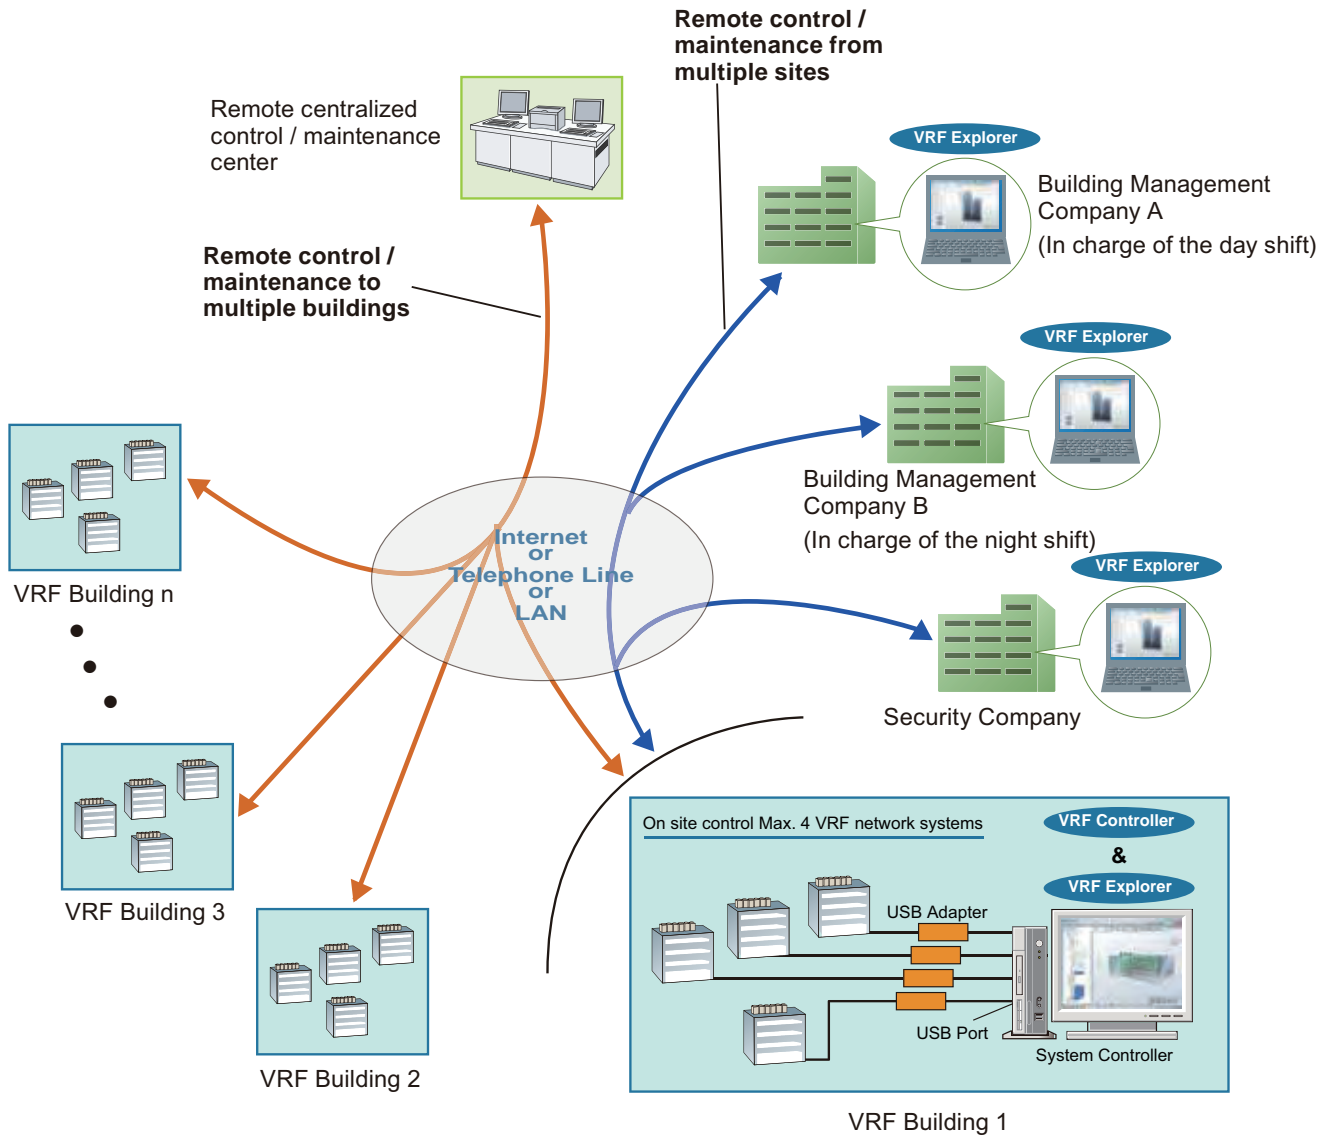 Remote control /
maintenance from
multiple sites
Remote centralized
control / maintenance
center
VRF Explorer
Building Management
Company A
(In charge of the day shift)
Remote control /
maintenance to
multiple buildings
VRF Explorer
Building Management
Company B
(In charge of the night shift)
Internet
or
Telephone Line
or
LAN
VRF Explorer
VRF Building n
Security Company
VRF Building 3
VRF Building 2
On site control Max. 4 VRF network systems
VRF Controller
&
VRF Explorer
USB Adapter
USB Port
System Controller
VRF Building 1